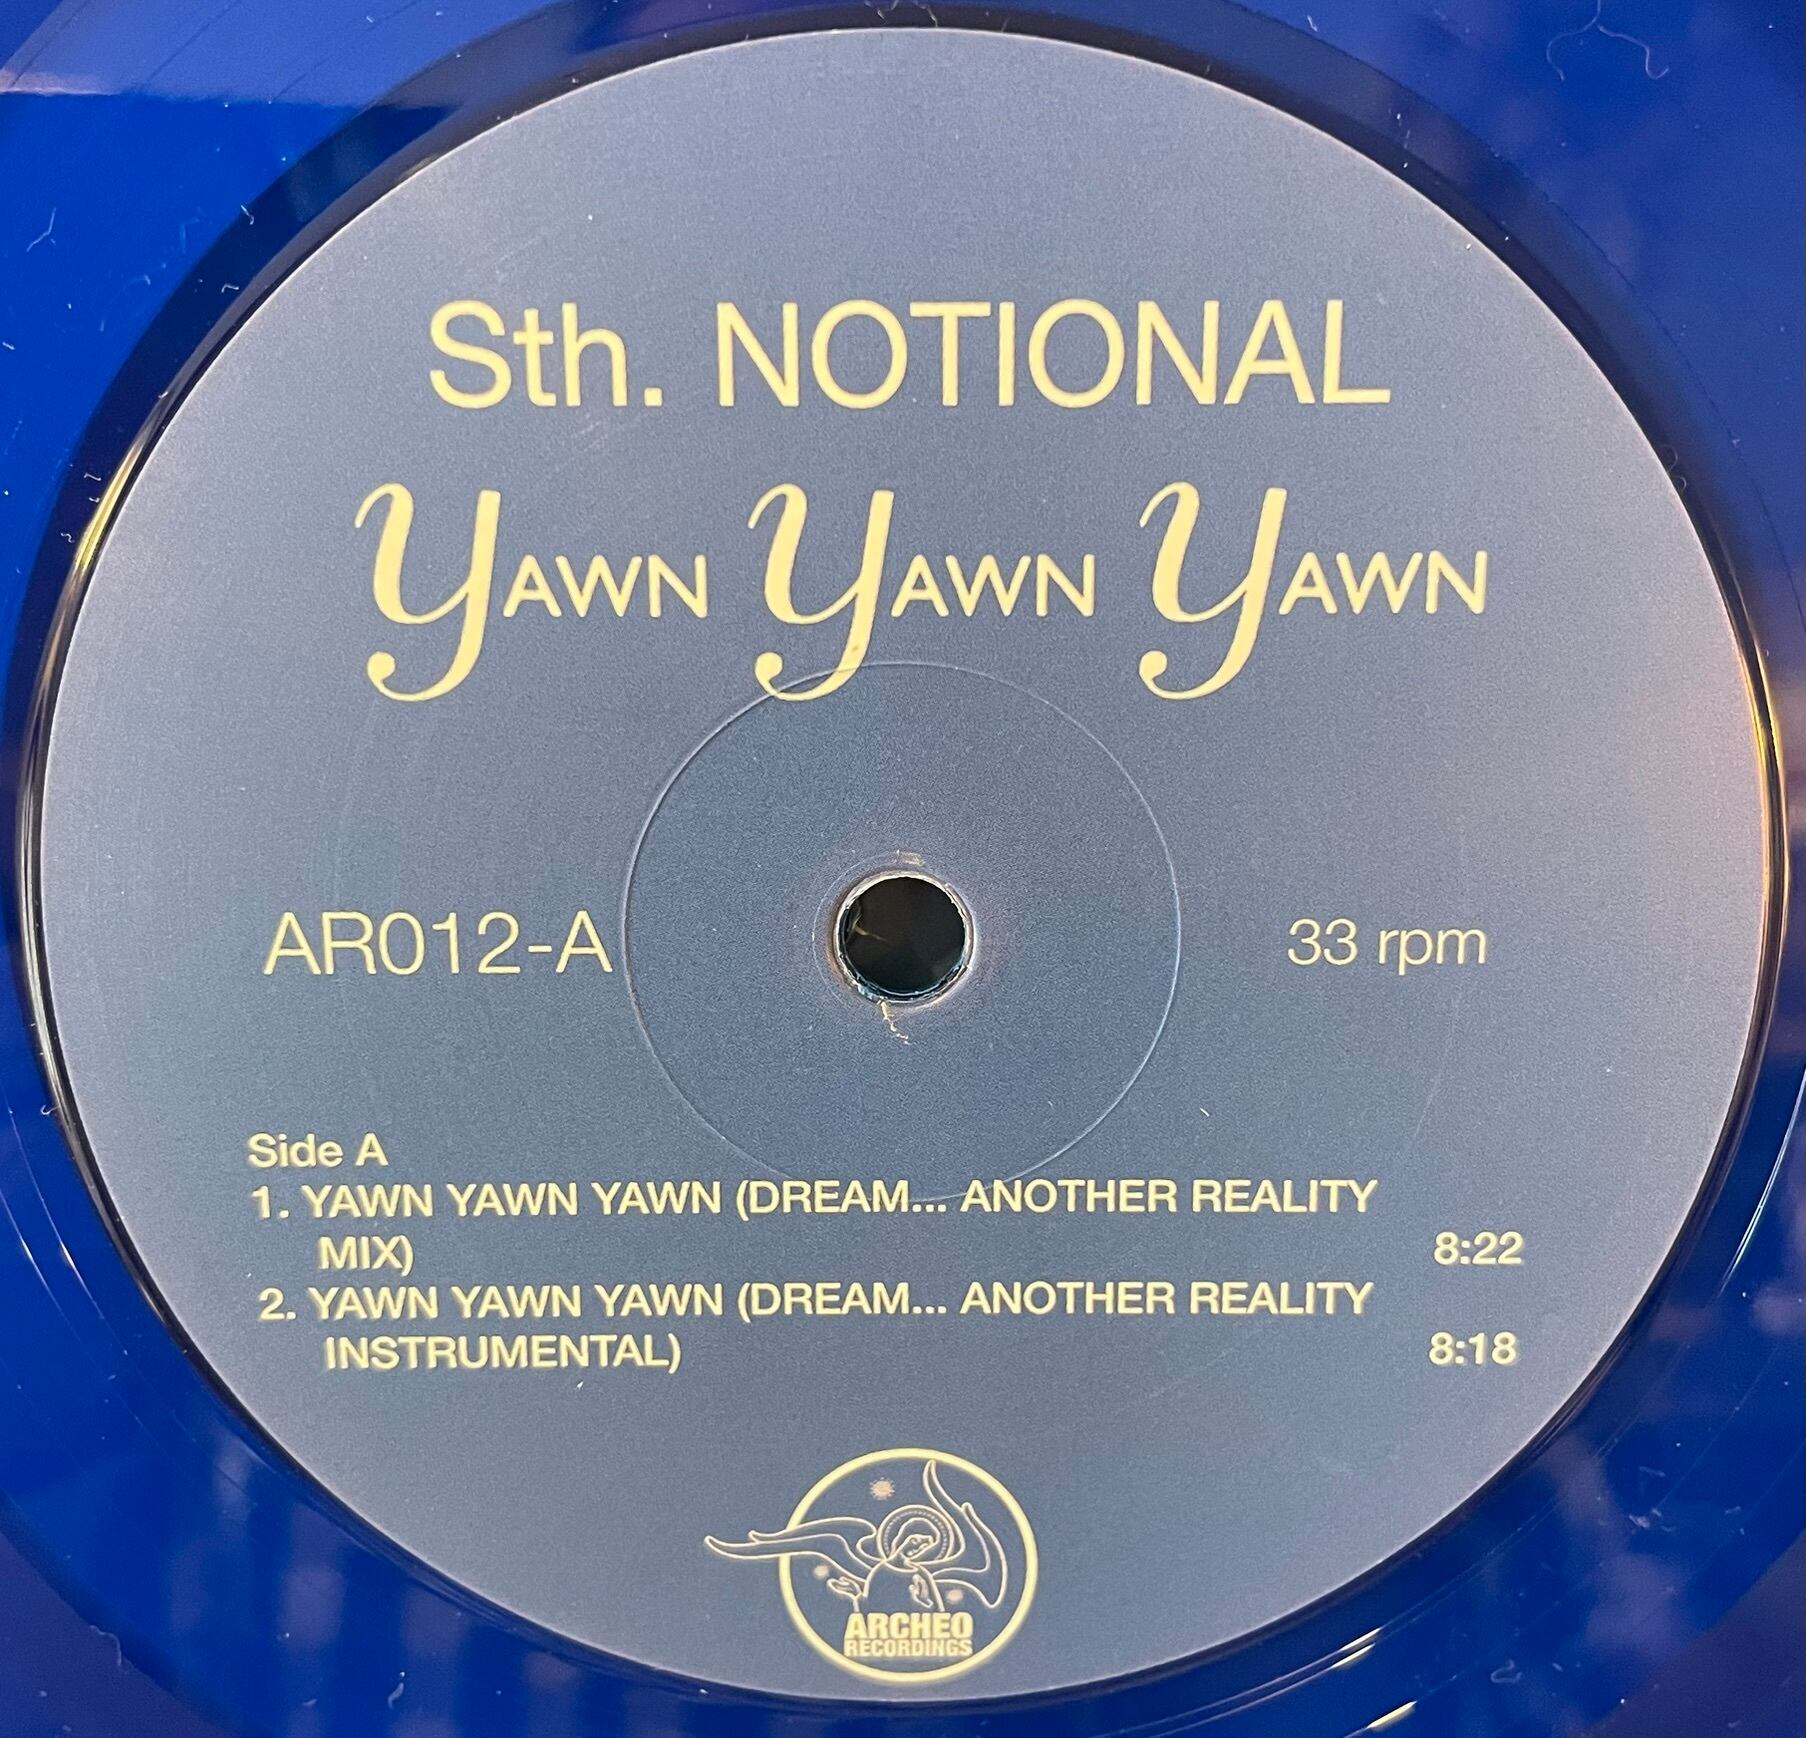 Sth. NOTIONAL
YAWN YAWN YAWN
AR012-A
33 rpm
Side A
1. YAWN YAWN YAWN (DREAM... ANOTHER REALITY
MIX) 8:22
2. YAWN YAWN YAWN (DREAM... ANOTHER REALITY
INSTRUMENTAL) 8:18
ARCHEO
RECORDINGS